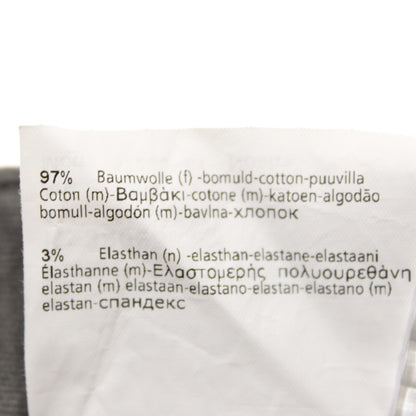 97% Baumwolle (f) -bomuld-cotton-puuvilla
Coton (m)-Βαμβάκι-cotone (m)-katoen-algodão
bomull-algodón (m)-bavlna-хлопок
3% Elasthan (n) -elasthan-elastane-elastaani
Élasthanne (m)-Ελαστομερής πολυουρεθάνη
elastan (m) elastaan-elastano-elastan-elastano (m)
elastan-спандекс